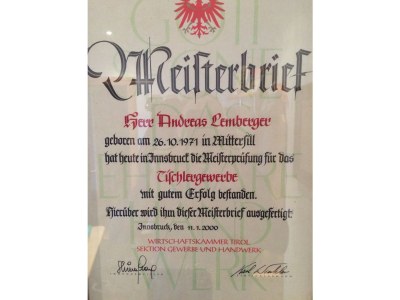 GOTT
Meisterbrief
Herr Andreas Lemberger
geboren am 26.10.1971 in Mittersill
hat heute in Innsbruck die Meisterprüfung für das
Tischlergewerbe
mit gutem Erfolg bestanden.
Hierüber wird ihm dieser Meisterbrief ausgefertigt:
Innsbruck, den 11.1.2000
WIRTSCHAFTSKAMMER TIROL
SEKTION GEWERBE UND HANDWERK